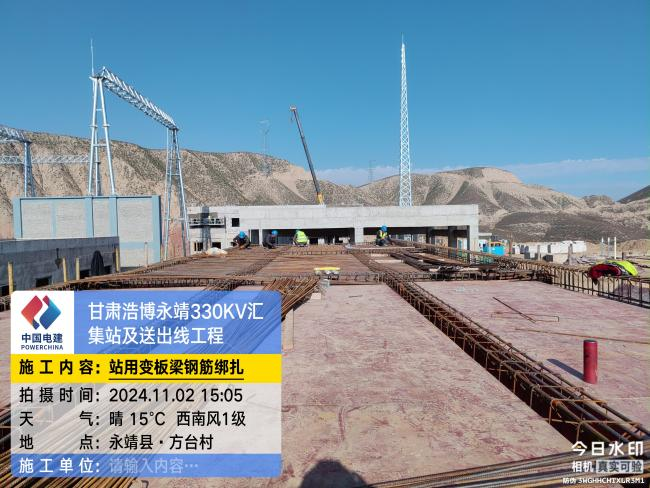 中国电建
POWERCHINA
甘肃浩博永靖330KV汇
集站及送出线工程
施工内容：站用变板梁钢筋绑扎
拍摄时间：2024.11.02 15:05
天气：晴 15℃ 西南风1级
地点：永靖县·方台村
施工单位：请输入内容…
今日水印
相机 真实可验
防伪 3WGHHCHTXLR3M1